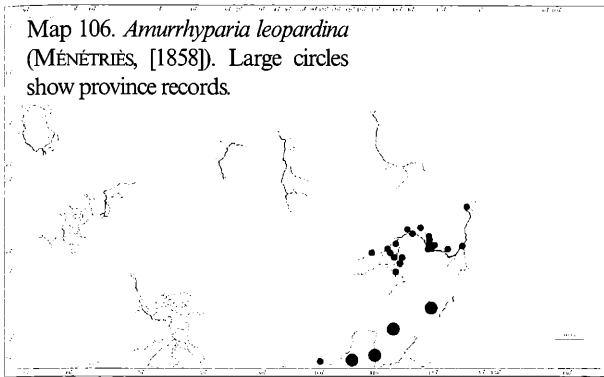 Map 106. Amurrhyparia leopardina
(MÉNÉTRIÈS, [1858]). Large circles
show province records.